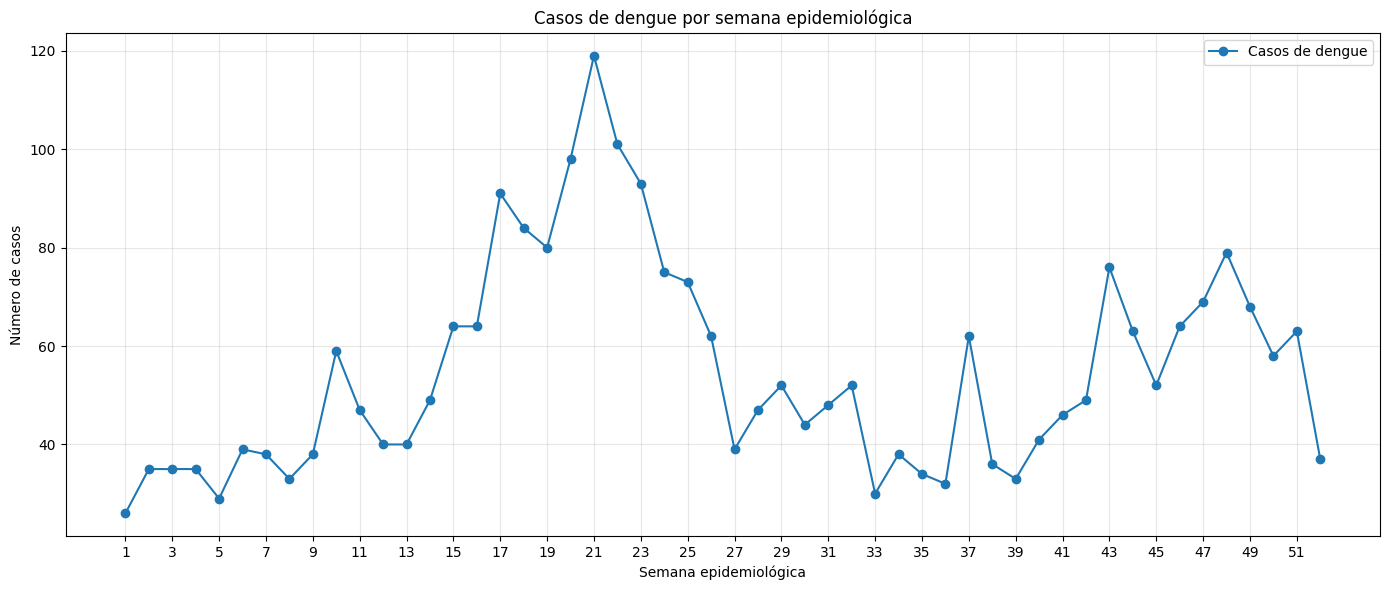 Casos de dengue por semana epidemiológica
Casos de dengue
Número de casos
120
100
80
60
40
1 3 5 7 9 11 13 15 17 19 21 23 25 27 29 31 33 35 37 39 41 43 45 47 49 51
Semana epidemiológica